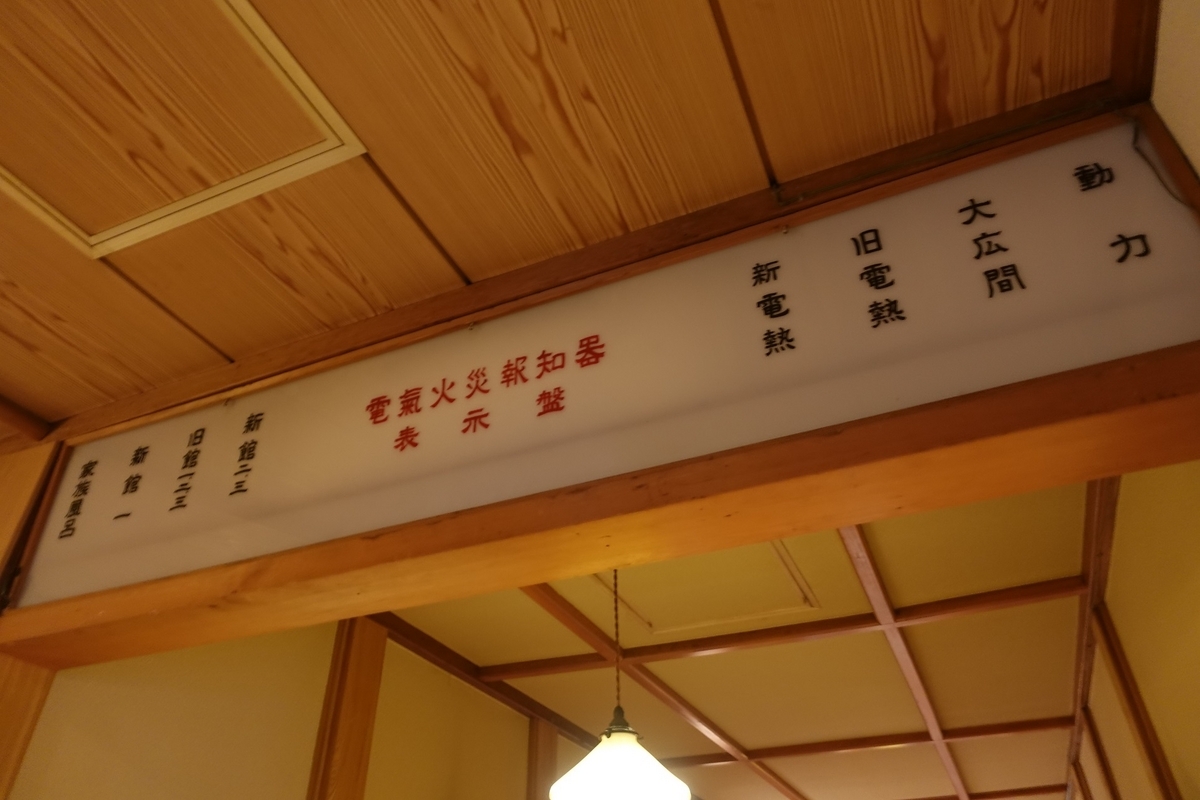 動力
大広間
旧電熱
新電熱
電氣火災報知器
表示盤
新館二、三
旧館一、二、三
新館一
家族風呂